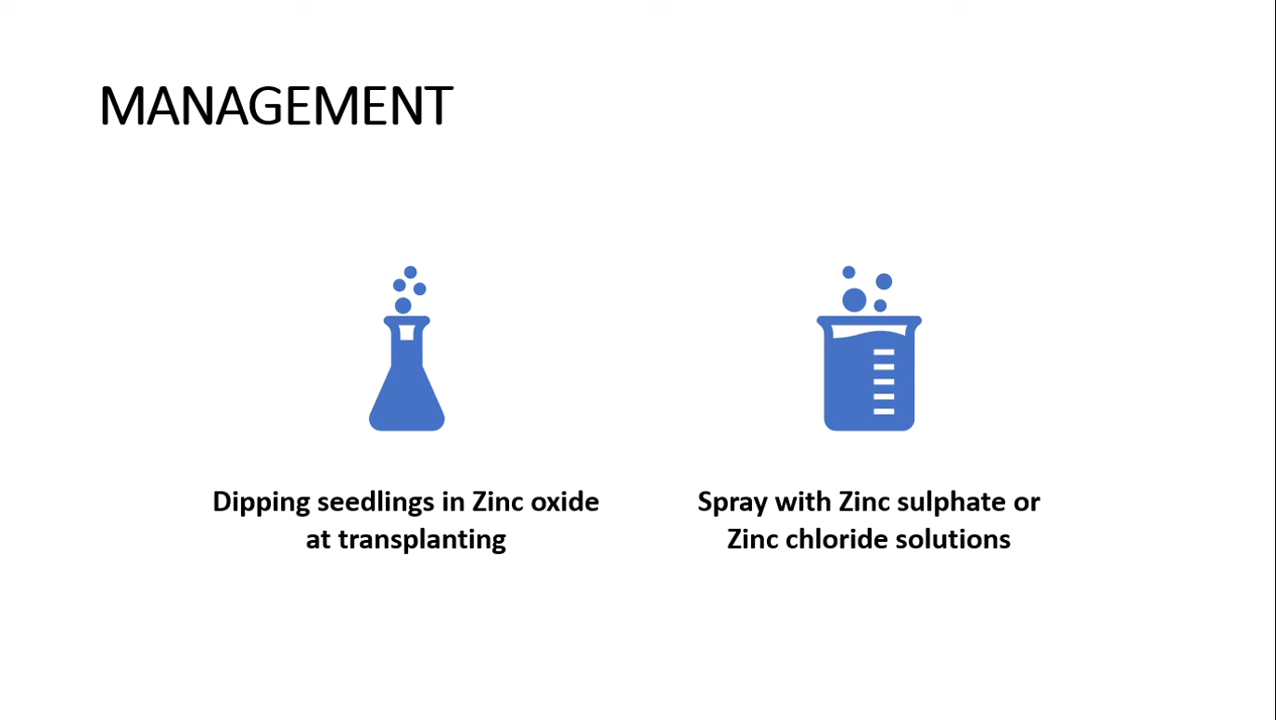 MANAGEMENT
Dipping seedlings in Zinc oxide
at transplanting
Spray with Zinc sulphate or
Zinc chloride solutions